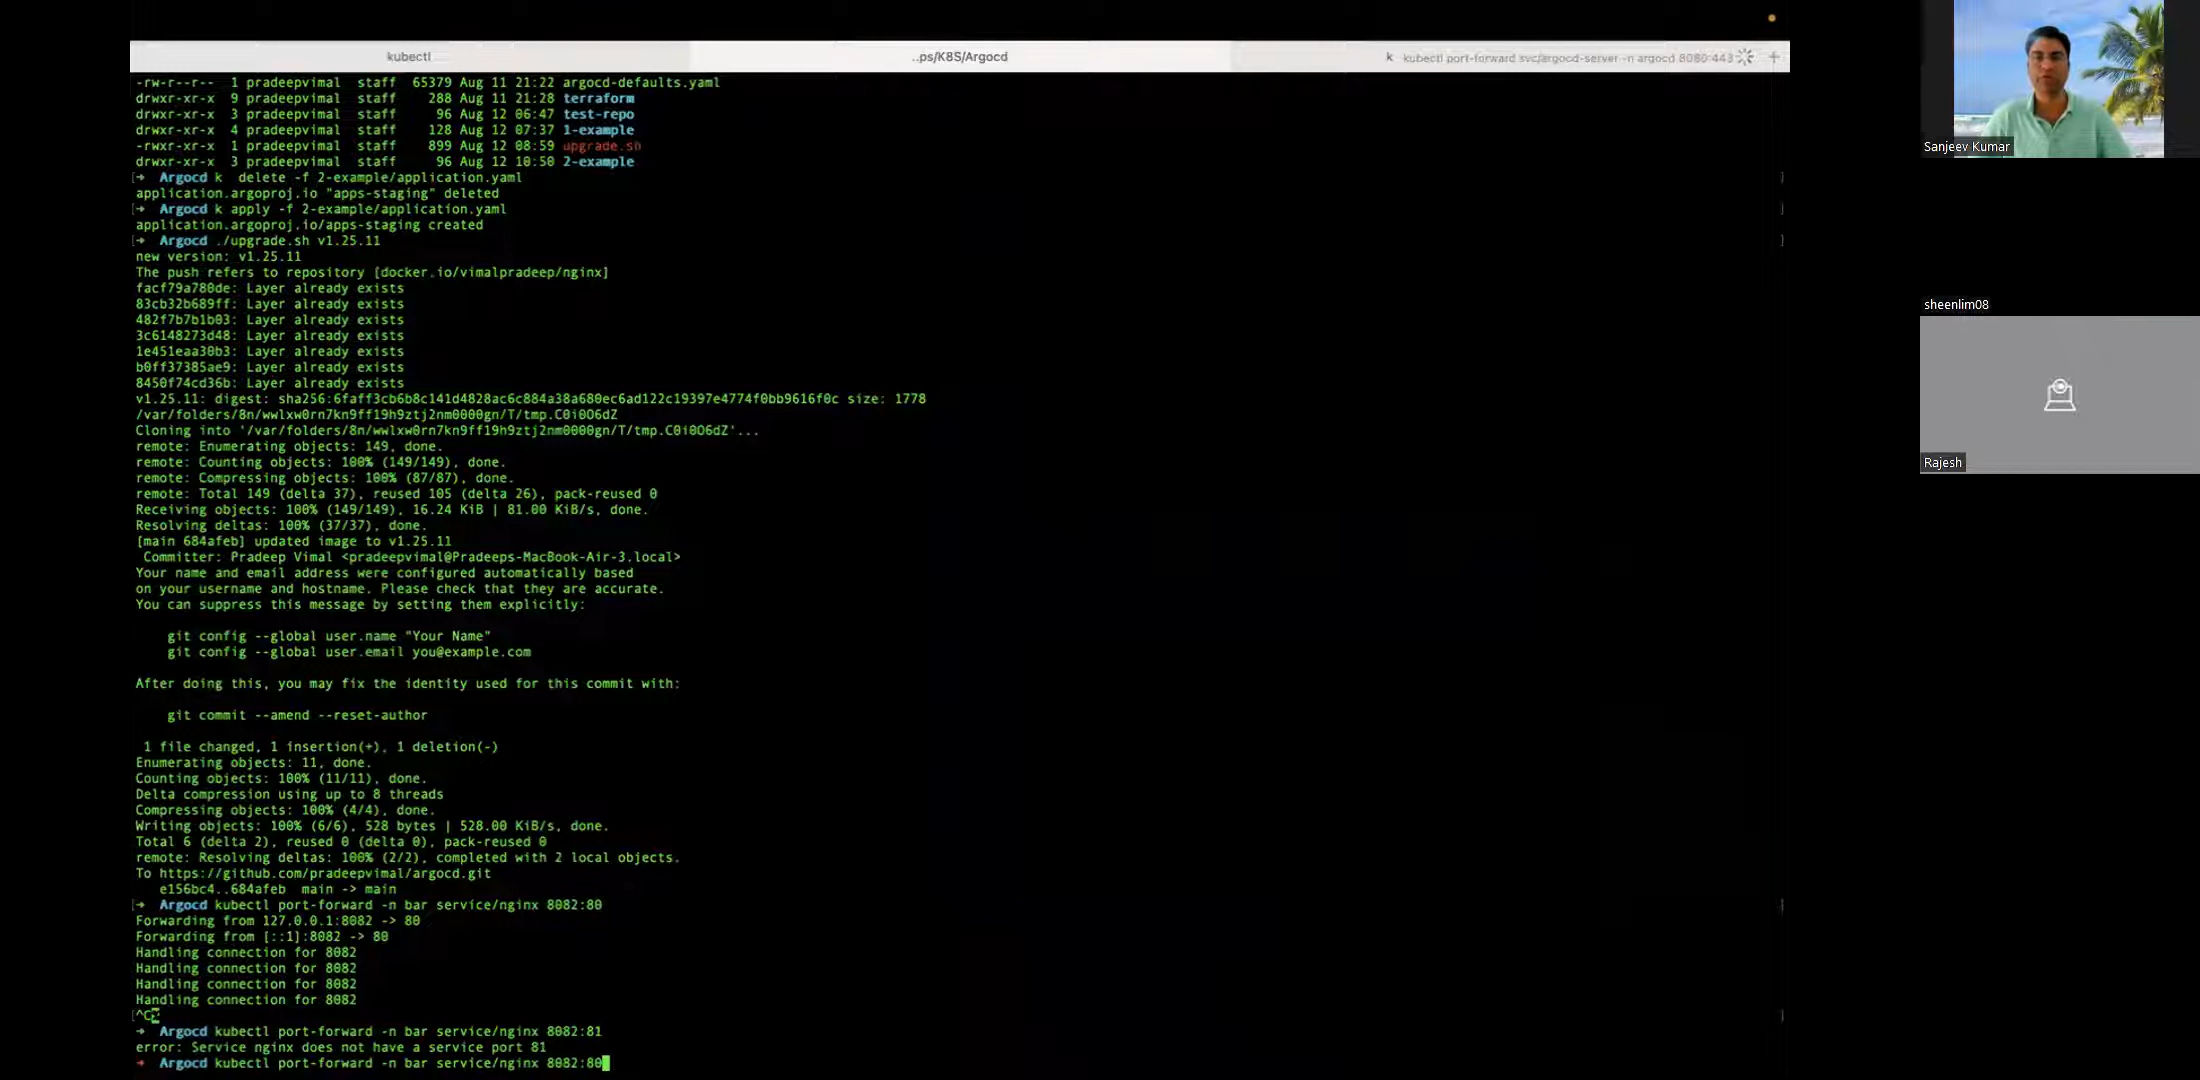 kubectl
..ps/K8S/Argocd
k kubectl port-forward svc/argocd-server -n argocd 8080:443
+
-rw-r--r-- 1 pradeepvimal staff 65379 Aug 11 21:22 argocd-defaults.yaml
drwxr-xr-x 9 pradeepvimal staff 288 Aug 11 21:28 terraform
drwxr-xr-x 3 pradeepvimal staff 96 Aug 12 06:47 test-repo
drwxr-xr-x 4 pradeepvimal staff 128 Aug 12 07:37 1-example
-rwxr-xr-x 1 pradeepvimal staff 899 Aug 12 08:59 upgrade.sh
drwxr-xr-x 3 pradeepvimal staff 96 Aug 12 10:50 2-example
[→ Argocd k  delete -f 2-example/application.yaml ]
application.argoproj.io "apps-staging" deleted
[→ Argocd k apply -f 2-example/application.yaml ]
application.argoproj.io/apps-staging created
[→ Argocd ./upgrade.sh v1.25.11 ]
new version: v1.25.11
The push refers to repository [docker.io/vimalpradeep/nginx]
facf79a780de: Layer already exists
83cb32b689ff: Layer already exists
482f7b7b1b03: Layer already exists
3c6148273d48: Layer already exists
1e451eaa30b3: Layer already exists
b0ff37385ae9: Layer already exists
8450f74cd36b: Layer already exists
v1.25.11: digest: sha256:6faff3cb6b8c141d4828ac6c884a38a680ec6ad122c19397e4774f0bb9616f0c size: 1778
/var/folders/8n/wwlxw0rn7kn9ff19h9ztj2nm0000gn/T/tmp.C0i0O6dZ
Cloning into '/var/folders/8n/wwlxw0rn7kn9ff19h9ztj2nm0000gn/T/tmp.C0i0O6dZ'...
remote: Enumerating objects: 149, done.
remote: Counting objects: 100% (149/149), done.
remote: Compressing objects: 100% (87/87), done.
remote: Total 149 (delta 37), reused 105 (delta 26), pack-reused 0
Receiving objects: 100% (149/149), 16.24 KiB | 81.00 KiB/s, done.
Resolving deltas: 100% (37/37), done.
[main 684afeb] updated image to v1.25.11
Committer: Pradeep Vimal <pradeepvimal@Pradeeps-MacBook-Air-3.local>
Your name and email address were configured automatically based
on your username and hostname. Please check that they are accurate.
You can suppress this message by setting them explicitly:
git config --global user.name "Your Name"
git config --global user.email you@example.com
After doing this, you may fix the identity used for this commit with:
git commit --amend --reset-author
1 file changed, 1 insertion(+), 1 deletion(-)
Enumerating objects: 11, done.
Counting objects: 100% (11/11), done.
Delta compression using up to 8 threads
Compressing objects: 100% (4/4), done.
Writing objects: 100% (6/6), 528 bytes | 528.00 KiB/s, done.
Total 6 (delta 2), reused 0 (delta 0), pack-reused 0
remote: Resolving deltas: 100% (2/2), completed with 2 local objects.
To https://github.com/pradeepvimal/argocd.git
e156bc4..684afeb main -> main
[→ Argocd kubectl port-forward -n bar service/nginx 8082:80 ]
Forwarding from 127.0.0.1:8082 -> 80
Forwarding from [::1]:8082 -> 80
Handling connection for 8082
Handling connection for 8082
Handling connection for 8082
Handling connection for 8082
[^C ]
→ Argocd kubectl port-forward -n bar service/nginx 8082:81
error: Service nginx does not have a service port 81
→ Argocd kubectl port-forward -n bar service/nginx 8082:80
Sanjeev Kumar
sheenlim08
Rajesh